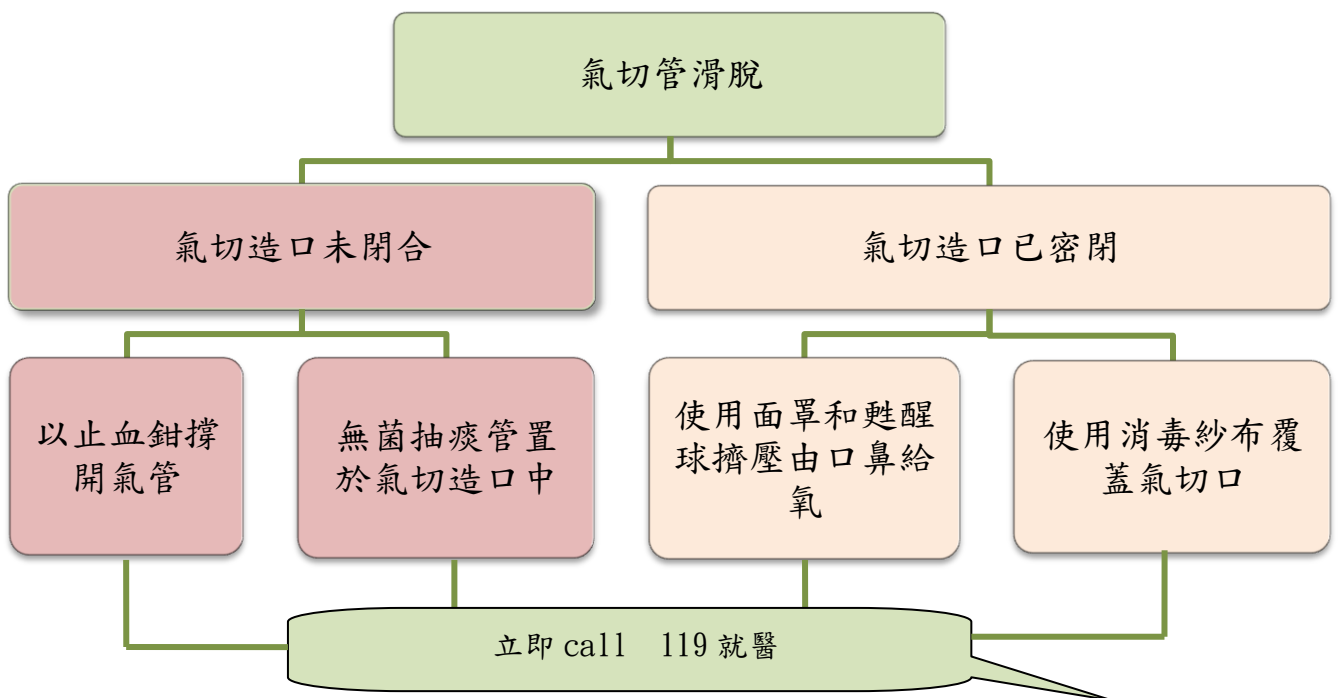 氣切管滑脫
氣切造口未閉合
氣切造口已密閉
以止血鉗撐
開氣管
無菌抽痰管置
於氣切造口中
使用面罩和甦醒
球擠壓由口鼻給
氧
使用消毒紗布覆
蓋氣切口
立即 call 119 就醫